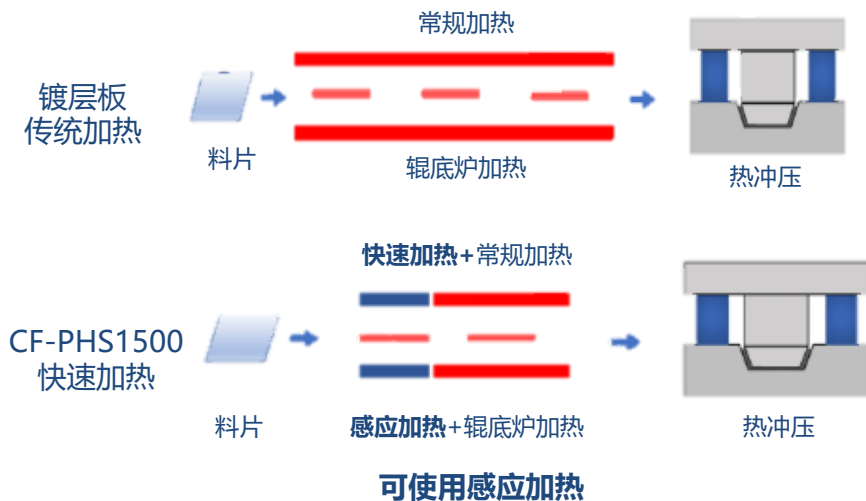 常规加热
镀层板
传统加热
料片
辊底炉加热
热冲压
快速加热+常规加热
CF-PHS1500
快速加热
料片
感应加热+辊底炉加热
热冲压
可使用感应加热